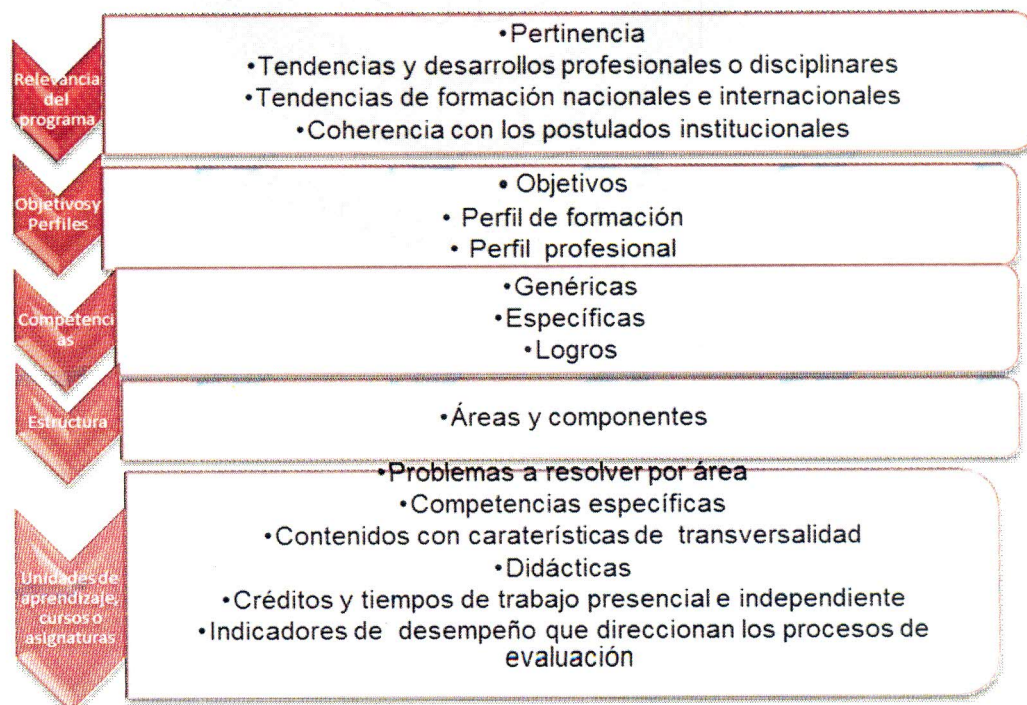 Relevancia
del
programa
•Pertinencia
•Tendencias y desarrollos profesionales o disciplinares
•Tendencias de formación nacionales e internacionales
•Coherencia con los postulados institucionales
Objetivos y
Perfiles
• Objetivos
• Perfil de formación
• Perfil profesional
Competenci
as
•Genéricas
•Específicas
•Logros
Estructura
•Áreas y componentes
Unidades de
aprendizaje,
cursos o
asignaturas
•Problemas a resolver por área
•Competencias específicas
•Contenidos con caraterísticas de transversalidad
•Didácticas
•Créditos y tiempos de trabajo presencial e independiente
•Indicadores de desempeño que direccionan los procesos de
evaluación